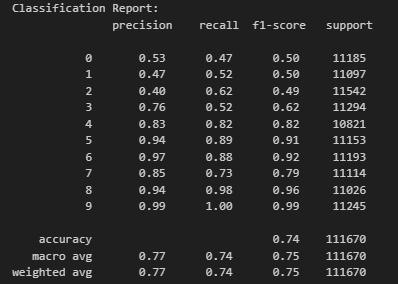 Classification Report:
precision recall f1-score support
0 0.53 0.47 0.50 11185
1 0.47 0.52 0.50 11097
2 0.40 0.62 0.49 11542
3 0.76 0.52 0.62 11294
4 0.83 0.82 0.82 10821
5 0.94 0.89 0.91 11153
6 0.97 0.88 0.92 11193
7 0.85 0.73 0.79 11114
8 0.94 0.98 0.96 11026
9 0.99 1.00 0.99 11245
accuracy 0.74 111670
macro avg 0.77 0.74 0.75 111670
weighted avg 0.77 0.74 0.75 111670